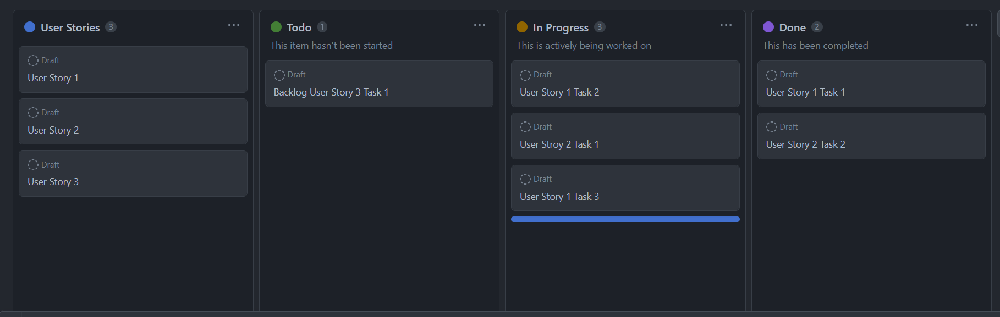 User Stories 3
Draft
User Story 1
Draft
User Story 2
Draft
User Story 3
Todo 1
This item hasn't been started
Draft
Backlog User Story 3 Task 1
In Progress 3
This is actively being worked on
Draft
User Story 1 Task 2
Draft
User Stroy 2 Task 1
Draft
User Story 1 Task 3
Done 2
This has been completed
Draft
User Story 1 Task 1
Draft
User Story 2 Task 2